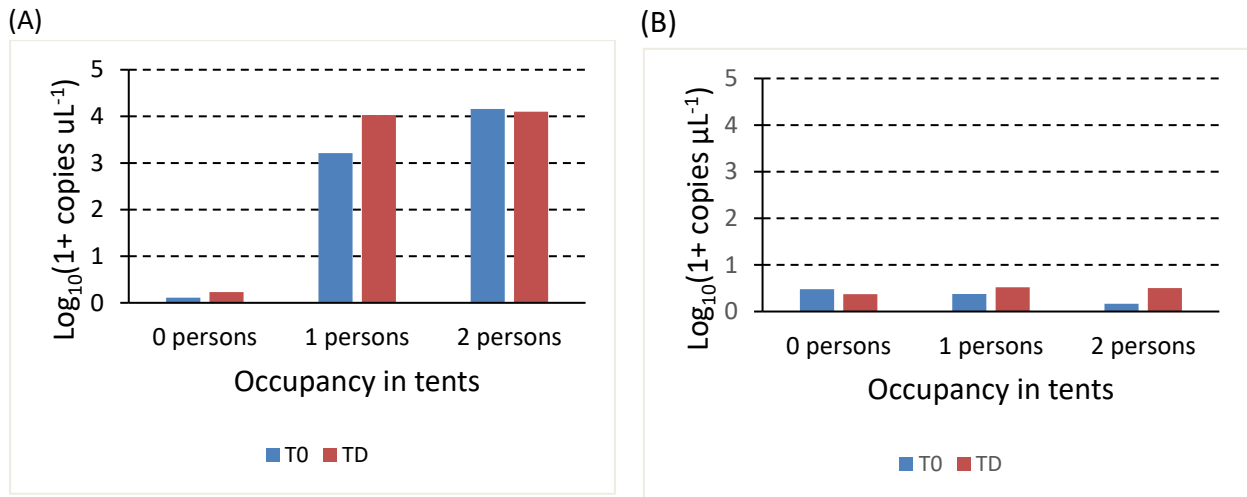 (A)
Log₁₀(1+ copies uL⁻¹)
5
4
3
2
1
0
0 persons 1 persons 2 persons
Occupancy in tents
T0 TD
(B)
Log₁₀(1+ copies µL⁻¹)
5
4
3
2
1
0
0 persons 1 persons 2 persons
Occupancy in tents
T0 TD